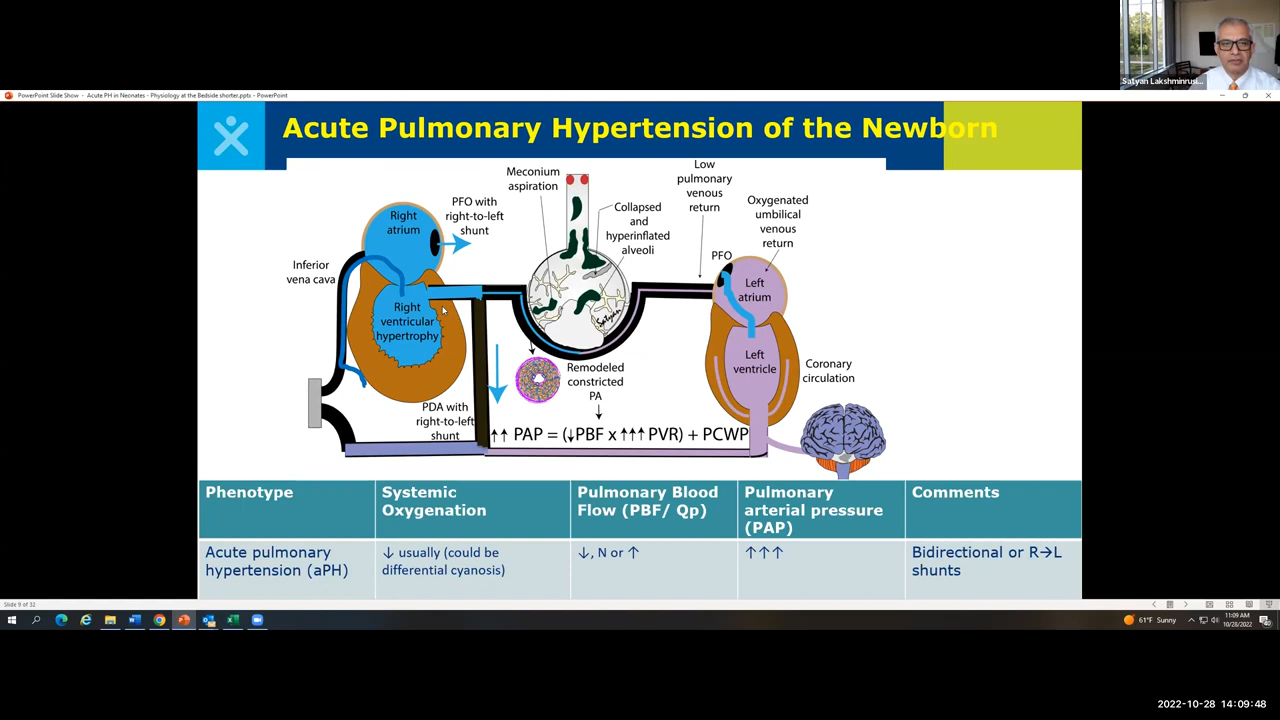 Satyan Lakshminrusi...
PowerPoint Slide Show - Acute PH in Neonates - Physiology at the Bedside shorter.pptx - PowerPoint
Acute Pulmonary Hypertension of the Newborn
Meconium
aspiration
Low
pulmonary
venous
return
PFO with
right-to-left
shunt
Right
atrium
Collapsed
and
hyperinflated
alveoli
Oxygenated
umbilical
venous
return
Inferior
vena cava
PFO
Left
atrium
Right
ventricular
hypertrophy
Satyan
Left
ventricle
Coronary
circulation
Remodeled
constricted
PA
PDA with
right-to-left
shunt
↑↑ PAP = (↓PBF x ↑↑↑ PVR) + PCWP
Phenotype
Systemic
Oxygenation
Pulmonary Blood
Flow (PBF/ Qp)
Pulmonary
arterial pressure
(PAP)
Comments
Acute pulmonary
hypertension (aPH)
↓ usually (could be
differential cyanosis)
↓, N or ↑
↑↑↑
Bidirectional or R→L
shunts
Slide 9 of 32
61°F Sunny
11:09 AM
10/28/2022
2022-10-28 14:09:48